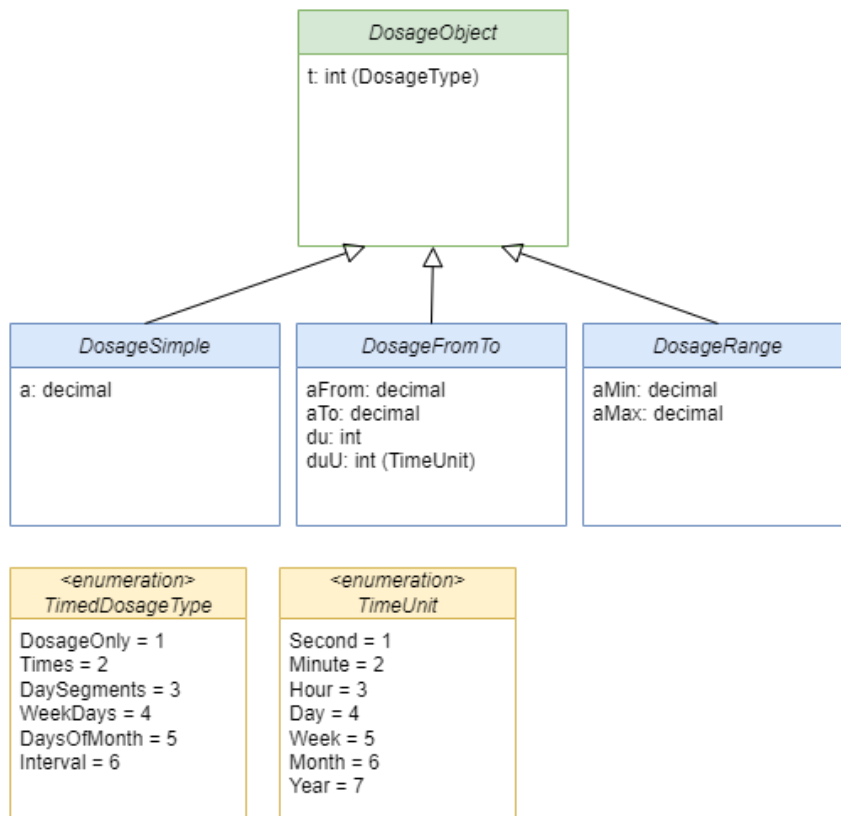 DosageObject
t: int (DosageType)
DosageSimple
a: decimal
DosageFromTo
aFrom: decimal
aTo: decimal
du: int
duU: int (TimeUnit)
DosageRange
aMin: decimal
aMax: decimal
<enumeration>
TimedDosageType
DosageOnly = 1
Times = 2
DaySegments = 3
WeekDays = 4
DaysOfMonth = 5
Interval = 6
<enumeration>
TimeUnit
Second = 1
Minute = 2
Hour = 3
Day = 4
Week = 5
Month = 6
Year = 7